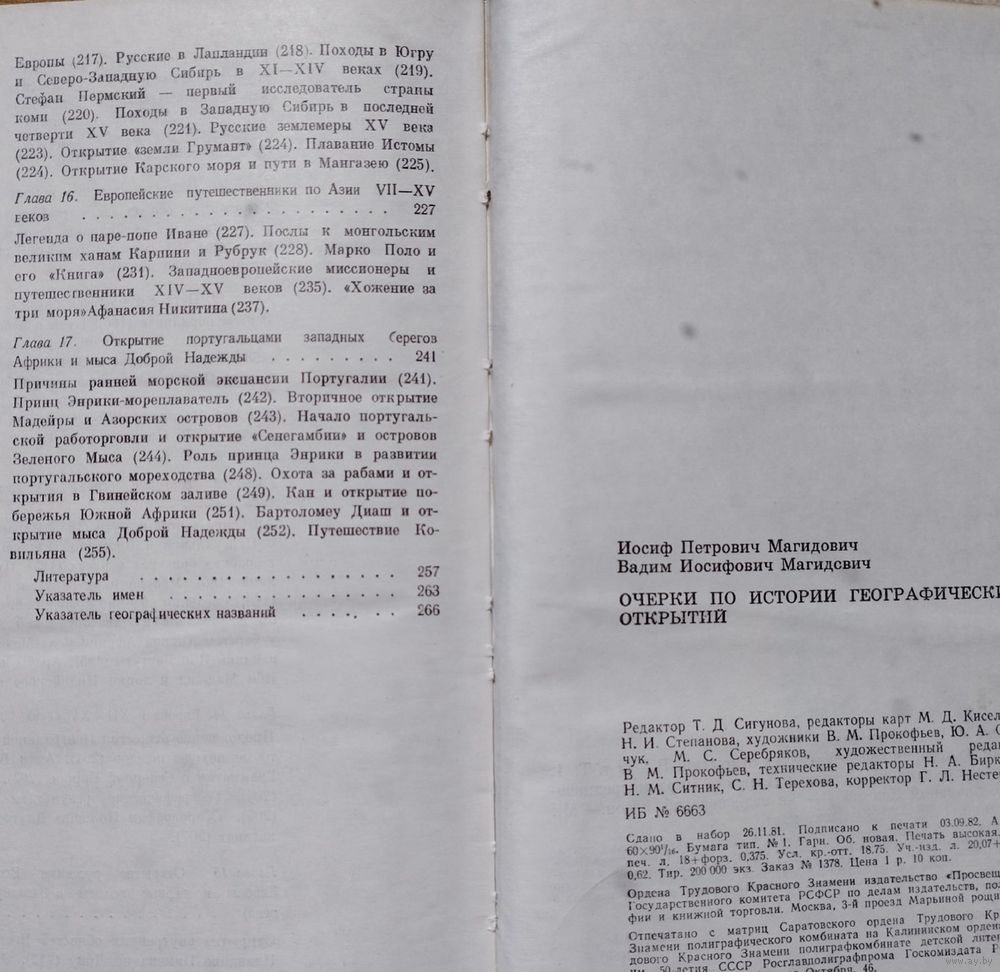 Европы (217). Русские в Лапландии (218). Походы в Югру
и Северо-Западную Сибирь в XI—XIV веках (219).
Стефан Пермский — первый исследователь страны
коми (220). Походы в Западную Сибирь в последней
четверти XV века (221). Русские землемеры XV века
(223). Открытие «земли Грумант» (224). Плавание Истомы
(224). Открытие Карского моря и пути в Мангазею (225).
Глава 16. Европейские путешественники по Азии VII—XV
веков . . . . . . . . . . . . . . . . . . . . 227
Легенда о царе-попе Иване (227). Послы к монгольским
великим ханам Карпини и Рубрук (228). Марко Поло и
его «Книга» (231). Западноевропейские миссионеры и
путешественники XIV—XV веков (235). «Хожение за
три моря»Афанасия Никитина (237).
Глава 17. Открытие португальцами западных берегов
Африки и мыса Доброй Надежды . . . . . . . . . 241
Причины ранней морской экспансии Португалии (241).
Принц Энрики-мореплаватель (242). Вторичное открытие
Мадейры и Азорских островов (243). Начало португаль-
ской работорговли и открытие «Сенегамбии» и островов
Зеленого Мыса (244). Роль принца Энрики в развитии
португальского мореходства (248). Охота за рабами и от-
крытия в Гвинейском заливе (249). Кан и открытие по-
бережья Южной Африки (251). Бартоломеу Диаш и от-
крытие мыса Доброй Надежды (252). Путешествие Ко-
вильяна (255).
Литература . . . . . . . . . . . . . . . . . . 257
Указатель имен . . . . . . . . . . . . . . . . 263
Указатель географических названий . . . . . 266
Иосиф Петрович Магидович
Вадим Иосифович Магидович
ОЧЕРКИ ПО ИСТОРИИ ГЕОГРАФИЧЕСКИ
ОТКРЫТИЙ
Редактор Т. Д Сигунова, редакторы карт М. Д. Кисел
Н. И. Степанова, художники В. М. Прокофьев, Ю. А. С
чук, М. С. Серебряков, художественный редак
В М. Прокофьев, технические редакторы Н. А. Бирк
Н. М. Ситник, С. Н. Терехова, корректор Г. Л. Нестер
ИБ № 6663
Сдано в набор 26.11.81. Подписано к печати 03.09.82. 
60×90¹/₁₆. Бумага тип. № 1. Гарн. Об. новая. Печать высокая.
печ. л. 18+форз. 0,375. Усл. кр.-отт. 18.75. Уч.-изд. л. 20,07+
0,62. Тир. 200 000 экз. Заказ № 1378. Цена 1 р. 10 коп.
Ордена Трудового Красного Знамени издательство «Просвещ
Государственного комитета РСФСР по делам издательств, пол
фии и книжной торговли. Москва, 3-й проезд Марьиной рощи
Отпечатано с матриц Саратовского ордена Трудового Кр
Знамени полиграфического комбината на Калининском ордена
дового Красного Знамени полиграфкомбинате детской литер
им. 50-летия СССР Росглавполиграфпрома Госкомиздата Р
Октября, 46.
www.ay.by